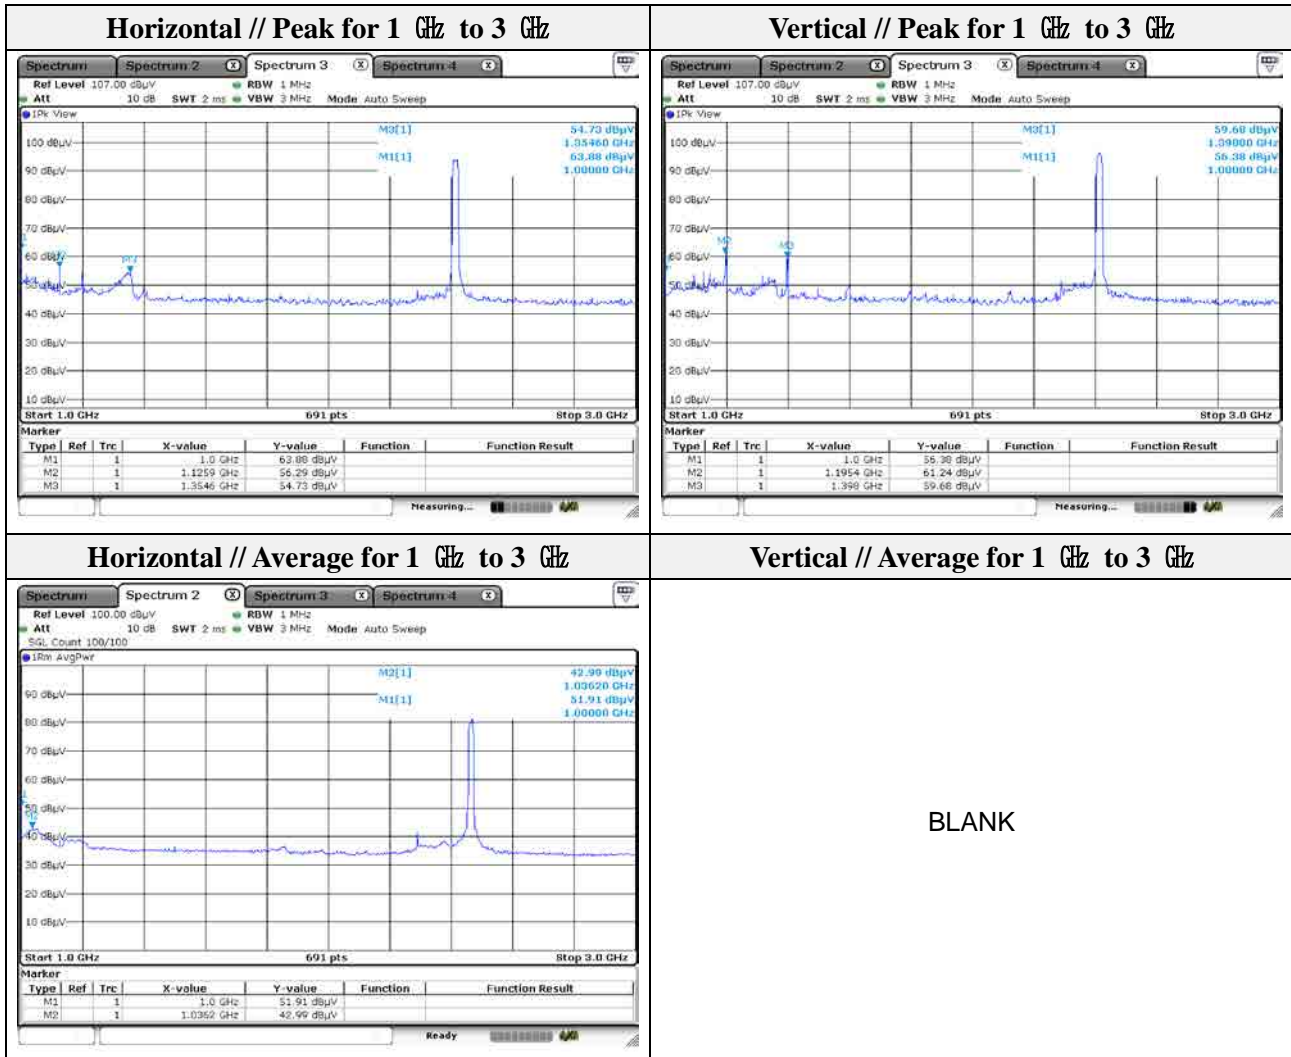 Horizontal // Peak for 1 ㎓ to 3 ㎓
Vertical // Peak for 1 ㎓ to 3 ㎓
Spectrum Spectrum 2 Spectrum 3 Spectrum 4
Ref Level 107.00 dBµV RBW 1 MHz
Att 10 dB SWT 2 ms VBW 3 MHz Mode Auto Sweep
1Pk View
M3[1] 54.73 dBµV
1.35460 GHz
M1[1] 63.88 dBµV
1.00000 GHz
100 dBµV
90 dBµV
80 dBµV
70 dBµV
60 dBµV
50 dBµV
40 dBµV
30 dBµV
20 dBµV
10 dBµV
Start 1.0 GHz 691 pts Stop 3.0 GHz
Marker
Type Ref Trc X-value Y-value Function Function Result
M1 1 1.0 GHz 63.88 dBµV
M2 1 1.1259 GHz 56.29 dBµV
M3 1 1.3546 GHz 54.73 dBµV
Measuring...
Spectrum Spectrum 2 Spectrum 3 Spectrum 4
Ref Level 107.00 dBµV RBW 1 MHz
Att 10 dB SWT 2 ms VBW 3 MHz Mode Auto Sweep
1Pk View
M3[1] 59.68 dBµV
1.39800 GHz
M1[1] 56.38 dBµV
1.00000 GHz
M2
M3
100 dBµV
90 dBµV
80 dBµV
70 dBµV
60 dBµV
50 dBµV
40 dBµV
30 dBµV
20 dBµV
10 dBµV
Start 1.0 GHz 691 pts Stop 3.0 GHz
Marker
Type Ref Trc X-value Y-value Function Function Result
M1 1 1.0 GHz 56.38 dBµV
M2 1 1.1954 GHz 61.24 dBµV
M3 1 1.398 GHz 59.68 dBµV
Measuring...
Horizontal // Average for 1 ㎓ to 3 ㎓
Vertical // Average for 1 ㎓ to 3 ㎓
Spectrum Spectrum 2 Spectrum 3 Spectrum 4
Ref Level 100.00 dBµV RBW 1 MHz
Att 10 dB SWT 2 ms VBW 3 MHz Mode Auto Sweep
SGL Count 100/100
1Rm AvgPwr
M2[1] 42.99 dBµV
1.03620 GHz
M1[1] 51.91 dBµV
1.00000 GHz
90 dBµV
80 dBµV
70 dBµV
60 dBµV
50 dBµV
40 dBµV
30 dBµV
20 dBµV
10 dBµV
Start 1.0 GHz 691 pts Stop 3.0 GHz
Marker
Type Ref Trc X-value Y-value Function Function Result
M1 1 1.0 GHz 51.91 dBµV
M2 1 1.0362 GHz 42.99 dBµV
Ready
BLANK